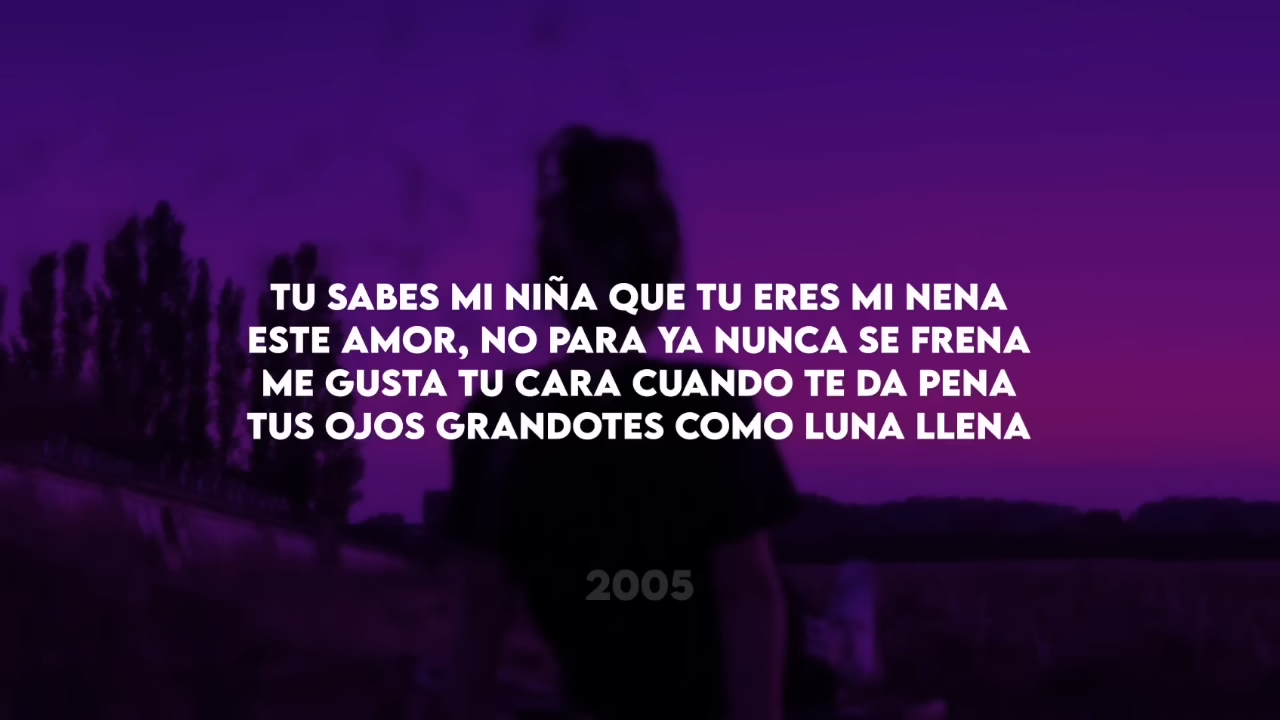 TU SABES MI NIÑA QUE TU ERES MI NENA
ESTE AMOR, NO PARA YA NUNCA SE FRENA
ME GUSTA TU CARA CUANDO TE DA PENA
TUS OJOS GRANDOTES COMO LUNA LLENA
2005